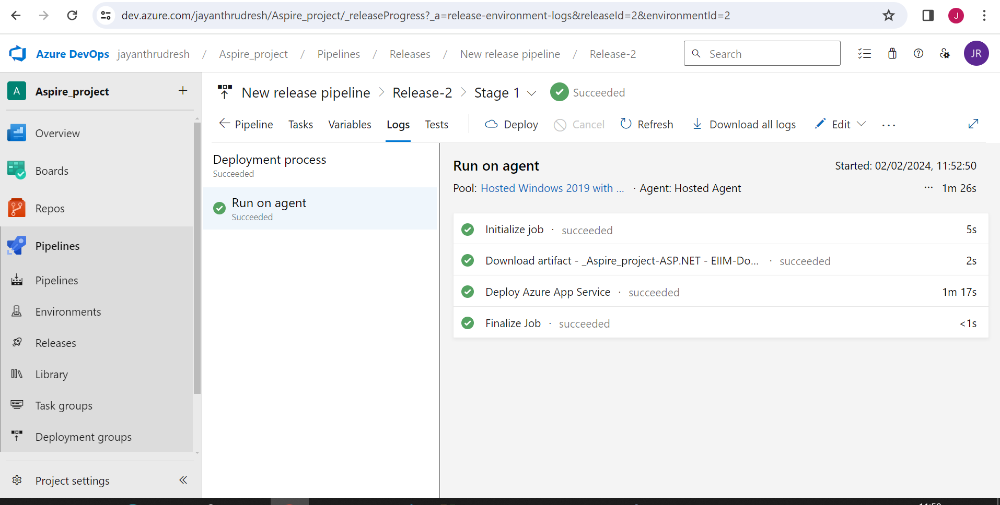 dev.azure.com/jayanthrudresh/Aspire_project/_releaseProgress?_a=release-environment-logs&releaseId=2&environmentId=2
J
Azure DevOps jayanthrudresh / Aspire_project / Pipelines / Releases / New release pipeline / Release-2
Search
JR
A Aspire_project +
Overview
Boards
Repos
Pipelines
Pipelines
Environments
Releases
Library
Task groups
Deployment groups
Project settings
New release pipeline > Release-2 > Stage 1 Succeeded
Pipeline Tasks Variables Logs Tests Deploy Cancel Refresh Download all logs Edit ...
Deployment process
Succeeded
Run on agent
Succeeded
Run on agent Started: 02/02/2024, 11:52:50
Pool: Hosted Windows 2019 with ... · Agent: Hosted Agent ... 1m 26s
Initialize job · succeeded 5s
Download artifact - _Aspire_project-ASP.NET - EIIM-Do... · succeeded 2s
Deploy Azure App Service · succeeded 1m 17s
Finalize Job · succeeded <1s